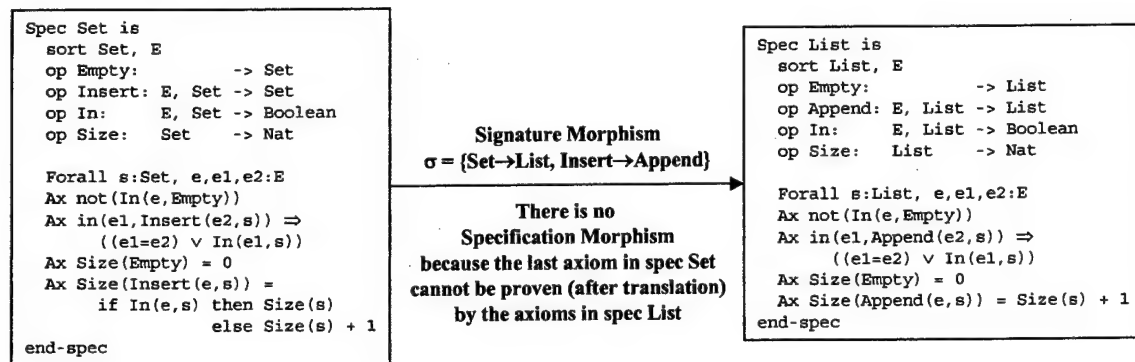 Spec Set is
sort Set, E
op Empty: -> Set
op Insert: E, Set -> Set
op In: E, Set -> Boolean
op Size: Set -> Nat
Forall s:Set, e,e1,e2:E
Ax not(In(e,Empty))
Ax in(e1,Insert(e2,s)) ⇒
((e1=e2) ∨ In(e1,s))
Ax Size(Empty) = 0
Ax Size(Insert(e,s)) =
if In(e,s) then Size(s)
else Size(s) + 1
end-spec
Signature Morphism
σ = {Set→List, Insert→Append}
There is no
Specification Morphism
because the last axiom in spec Set
cannot be proven (after translation)
by the axioms in spec List
Spec List is
sort List, E
op Empty: -> List
op Append: E, List -> List
op In: E, List -> Boolean
op Size: List -> Nat
Forall s:List, e,e1,e2:E
Ax not(In(e,Empty))
Ax in(e1,Append(e2,s)) ⇒
((e1=e2) ∨ In(e1,s))
Ax Size(Empty) = 0
Ax Size(Append(e,s)) = Size(s) + 1
end-spec